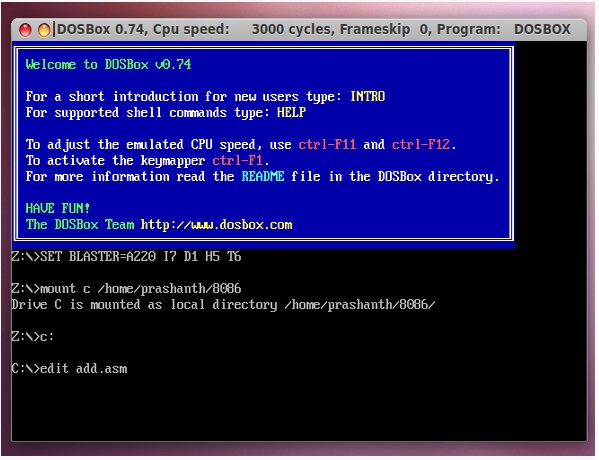 DOSBox 0.74, Cpu speed: 3000 cycles, Frameskip 0, Program: DOSBOX
Welcome to DOSBox v0.74
For a short introduction for new users type: INTRO
For supported shell commands type: HELP
To adjust the emulated CPU speed, use ctrl-F11 and ctrl-F12.
To activate the keymapper ctrl-F1.
For more information read the README file in the DOSBox directory.
HAVE FUN!
The DOSBox Team http://www.dosbox.com
Z:\>SET BLASTER=A220 I7 D1 H5 T6
Z:\>mount c /home/prashanth/8086
Drive C is mounted as local directory /home/prashanth/8086/
Z:\>c:
C:\>edit add.asm